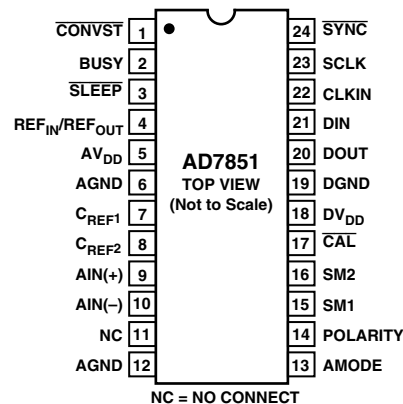 CONVST 1 24 SYNC
BUSY 2 23 SCLK
SLEEP 3 22 CLKIN
REFIN/REFOUT 4 21 DIN
AVDD 5 20 DOUT
AGND 6 19 DGND
CREF1 7 18 DVDD
CREF2 8 17 CAL
AIN(+) 9 16 SM2
AIN(–) 10 15 SM1
NC 11 14 POLARITY
AGND 12 13 AMODE
AD7851
TOP VIEW
(Not to Scale)
NC = NO CONNECT